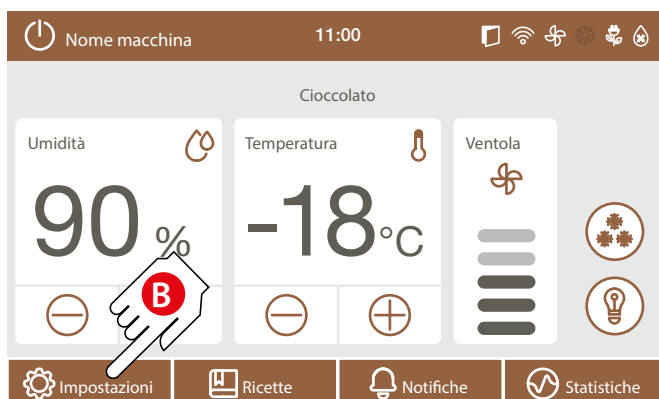 Nome macchina 11:00
Cioccolato
Umidità Temperatura Ventola
90 % -18°C
B
Impostazioni Ricette Notifiche Statistiche